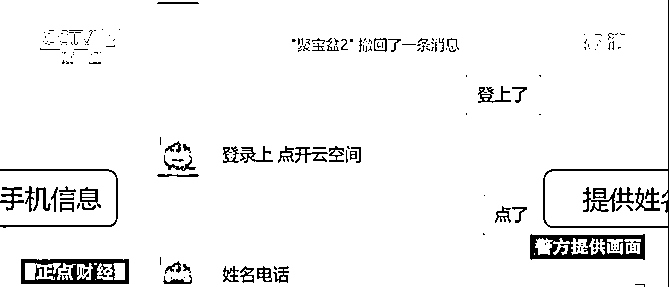 "聚宝盆2" 撤回了一条消息
登上了
登录上 点开云空间
手机信息
提供姓名
点了
警方提供画面
正点财经
姓名电话